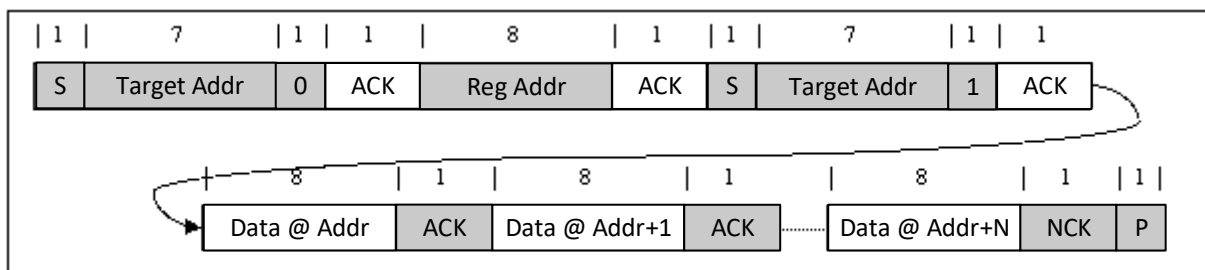 | 1 | 7 | 1 | 1 | 8 | 1 | 1 | 7 | 1 | 1
S Target Addr 0 ACK Reg Addr ACK S Target Addr 1 ACK
| 8 | 1 | 8 | 1 | 8 | 1 | 1 |
Data @ Addr ACK Data @ Addr+1 ACK Data @ Addr+N NCK P